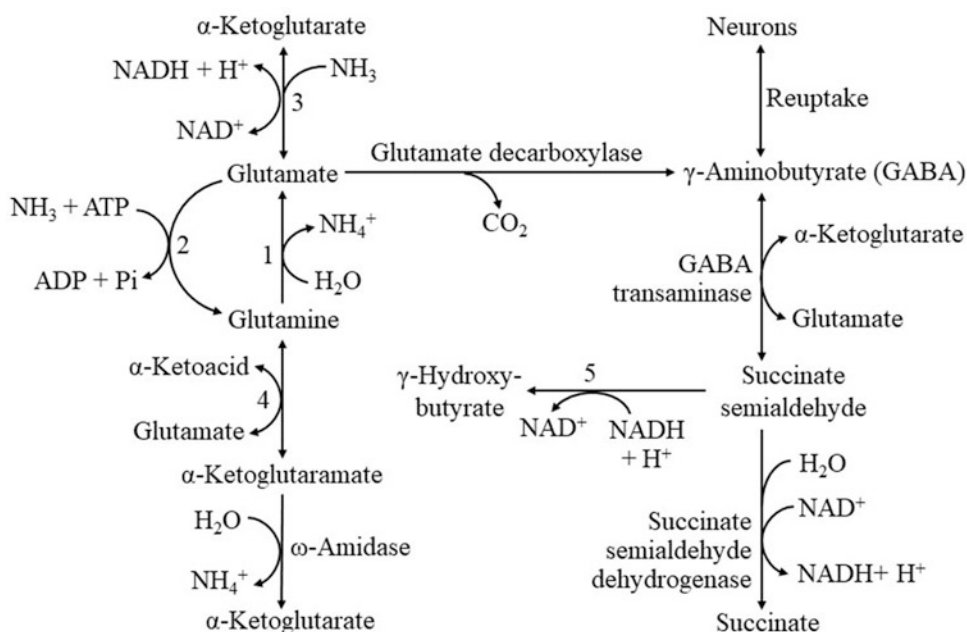 α-Ketoglutarate
NADH + H⁺
NH₃
3
NAD⁺
Glutamate
NH₃ + ATP
2
ADP + Pi
1
NH₄⁺
H₂O
Glutamine
α-Ketoacid
4
Glutamate
α-Ketoglutaramate
H₂O
ω-Amidase
NH₄⁺
α-Ketoglutarate
Glutamate decarboxylase
CO₂
Neurons
Reuptake
γ-Aminobutyrate (GABA)
α-Ketoglutarate
GABA
transaminase
Glutamate
Succinate
semialdehyde
5
γ-Hydroxy-
butyrate
NAD⁺
NADH
+ H⁺
H₂O
NAD⁺
Succinate
semialdehyde
dehydrogenase
NADH+ H⁺
Succinate